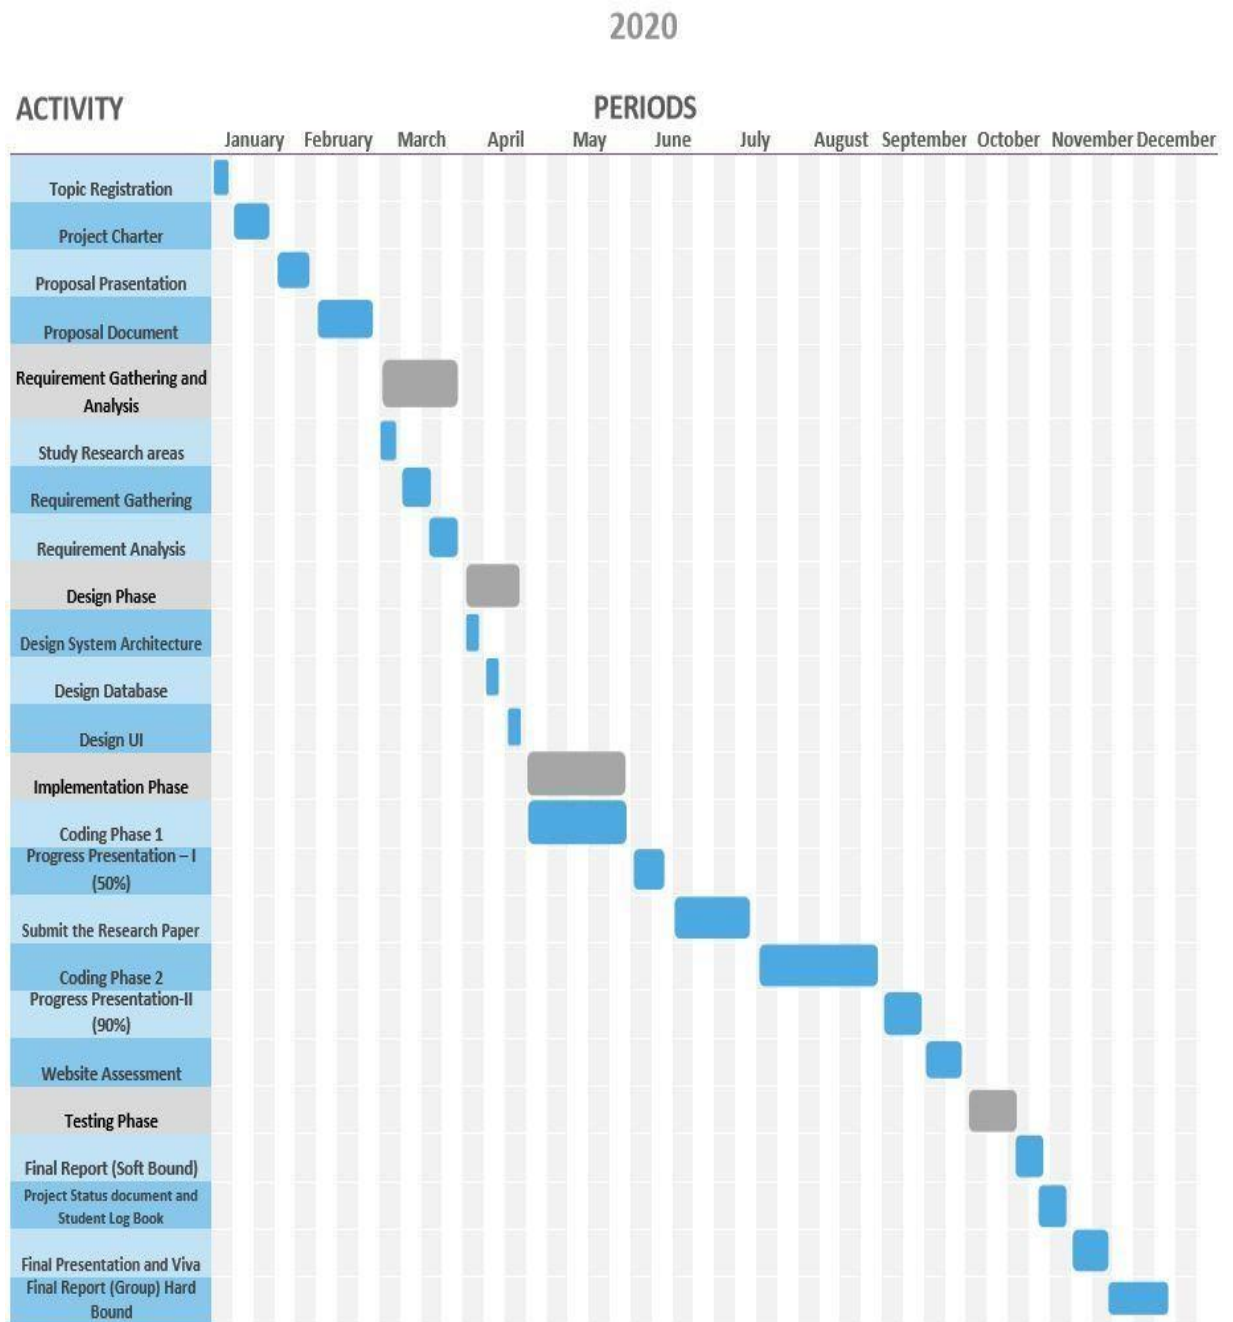 2020
ACTIVITY
PERIODS
January February March April May June July August September October November December
Topic Registration
Project Charter
Proposal Prasentation
Proposal Document
Requirement Gathering and
Analysis
Study Research areas
Requirement Gathering
Requirement Analysis
Design Phase
Design System Architecture
Design Database
Design UI
Implementation Phase
Coding Phase 1
Progress Presentation – I
(50%)
Submit the Research Paper
Coding Phase 2
Progress Presentation-II
(90%)
Website Assessment
Testing Phase
Final Report (Soft Bound)
Project Status document and
Student Log Book
Final Presentation and Viva
Final Report (Group) Hard
Bound